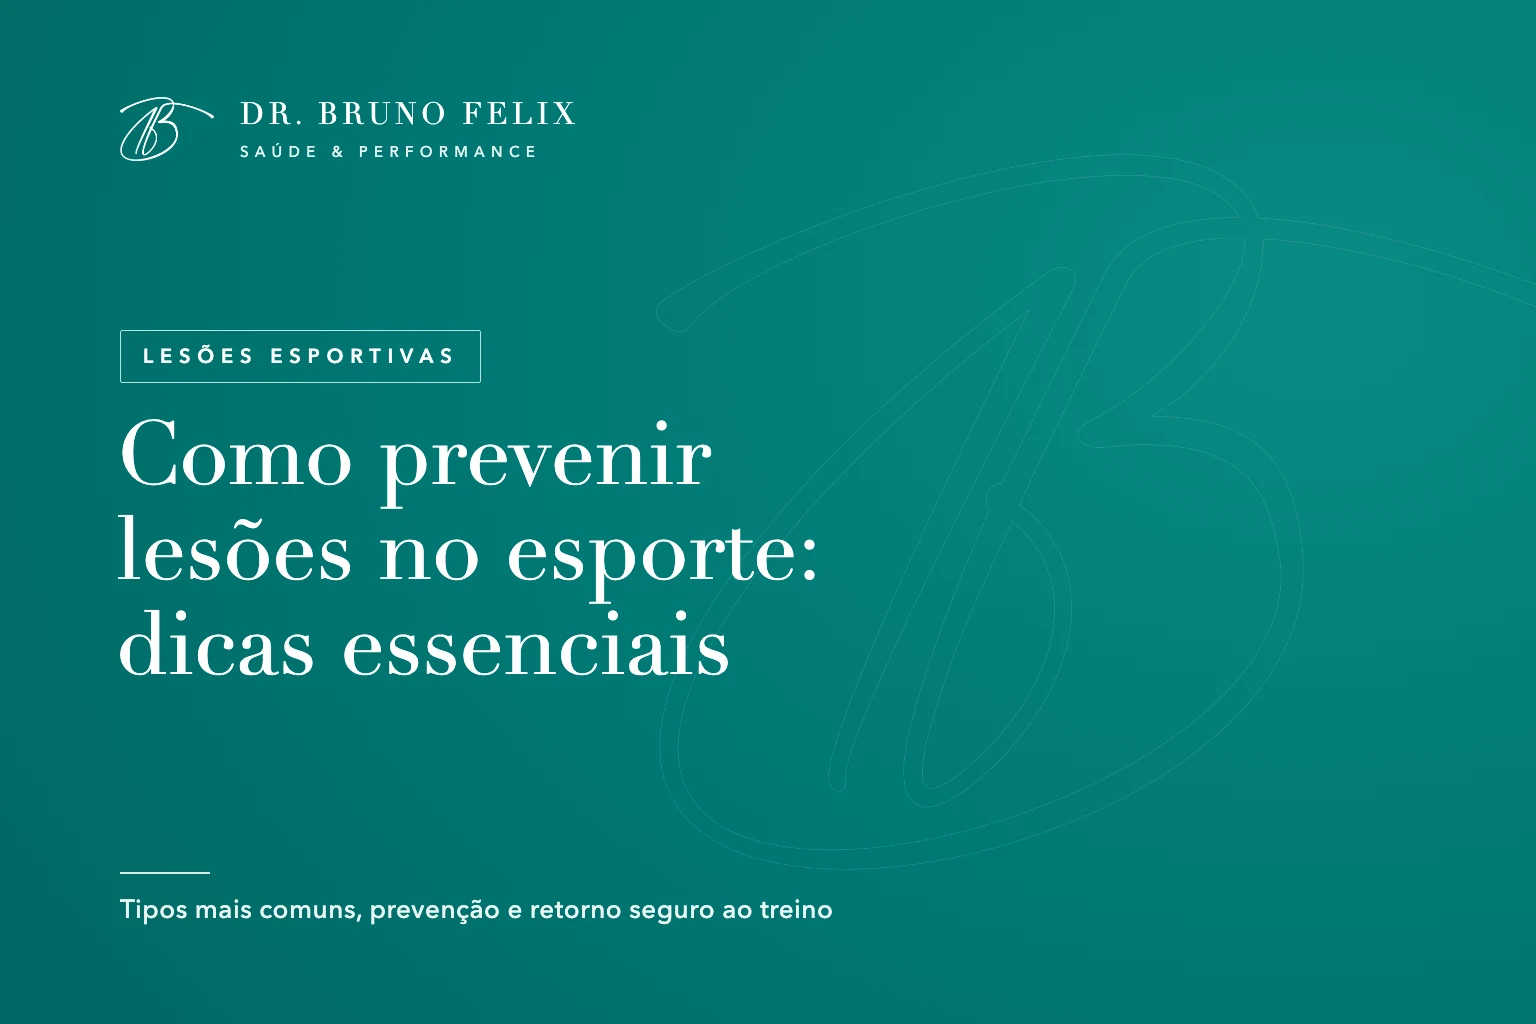 DR. BRUNO FELIX
SAÚDE & PERFORMANCE
LESÕES ESPORTIVAS
Como prevenir
lesões no esporte:
dicas essenciais
Tipos mais comuns, prevenção e retorno seguro ao treino